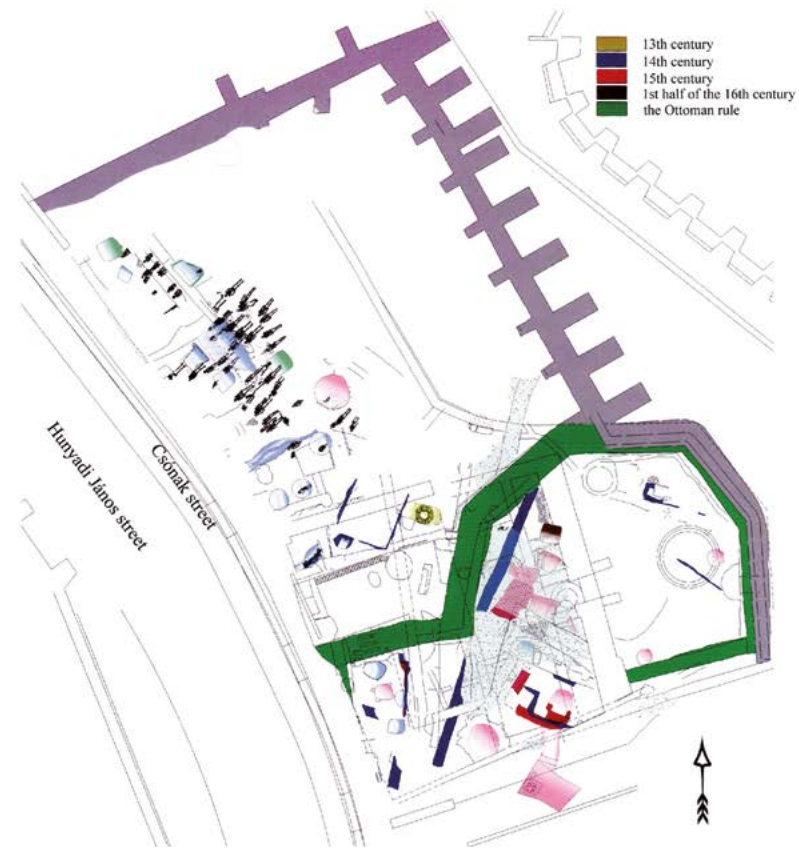 13th century
14th century
15th century
1st half of the 16th century
the Ottoman rule
Hunyadi János street
Csónak street